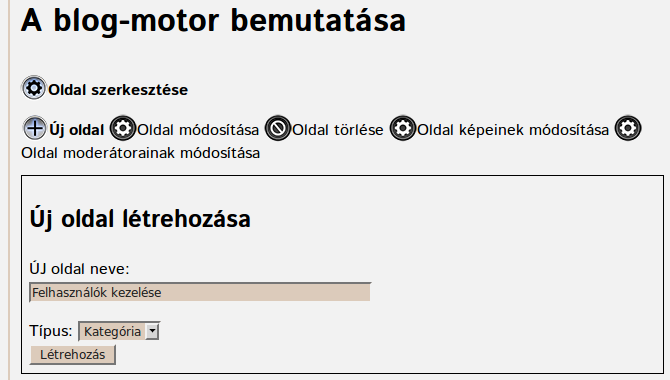 A blog-motor bemutatása
Oldal szerkesztése
Új oldal Oldal módosítása Oldal törlése Oldal képeinek módosítása
Oldal moderátorainak módosítása
Új oldal létrehozása
ÚJ oldal neve:
Felhasználók kezelése
Típus: Kategória
Létrehozás